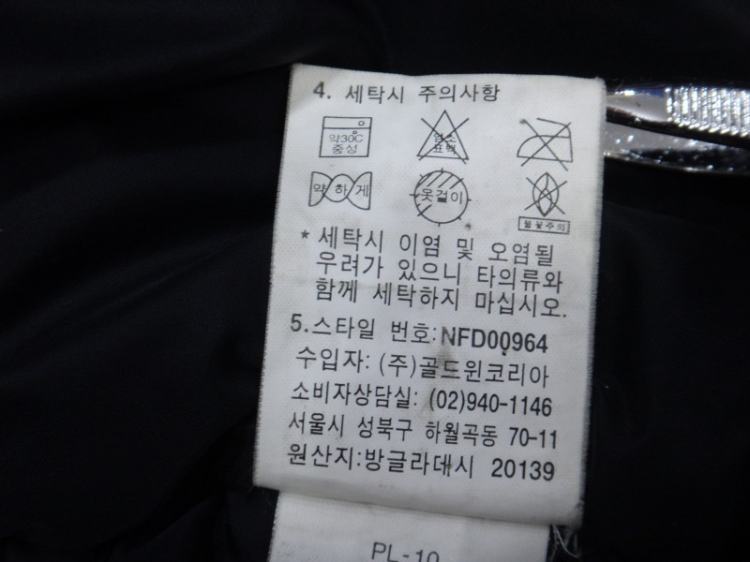 4. 세탁시 주의사항
약30℃
중성
염소
표백
약하게
옷걸이
불꽃주의
* 세탁시 이염 및 오염될
우려가 있으니 타의류와
함께 세탁하지 마십시오.
5.스타일 번호:NFD00964
수입자: (주)골드윈코리아
소비자상담실: (02)940-1146
서울시 성북구 하월곡동 70-11
원산지:방글라데시 20139
PL-10